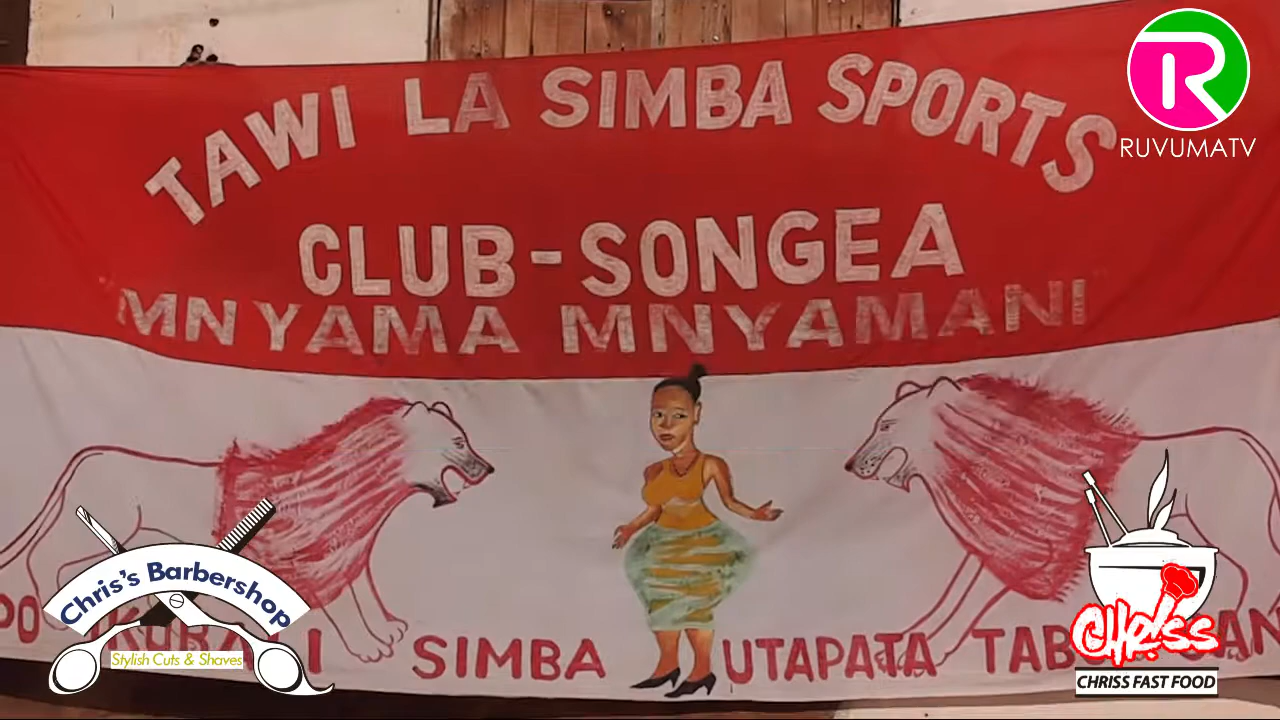 TAWI LA SIMBA SPORTS
CLUB - SONGEA
"MNYAMA MNYAMANI"
SIMBA UTAPATA
RUVUMATV
Chris's Barbershop
Stylish Cuts & Shaves
CHRISS
CHRISS FAST FOOD